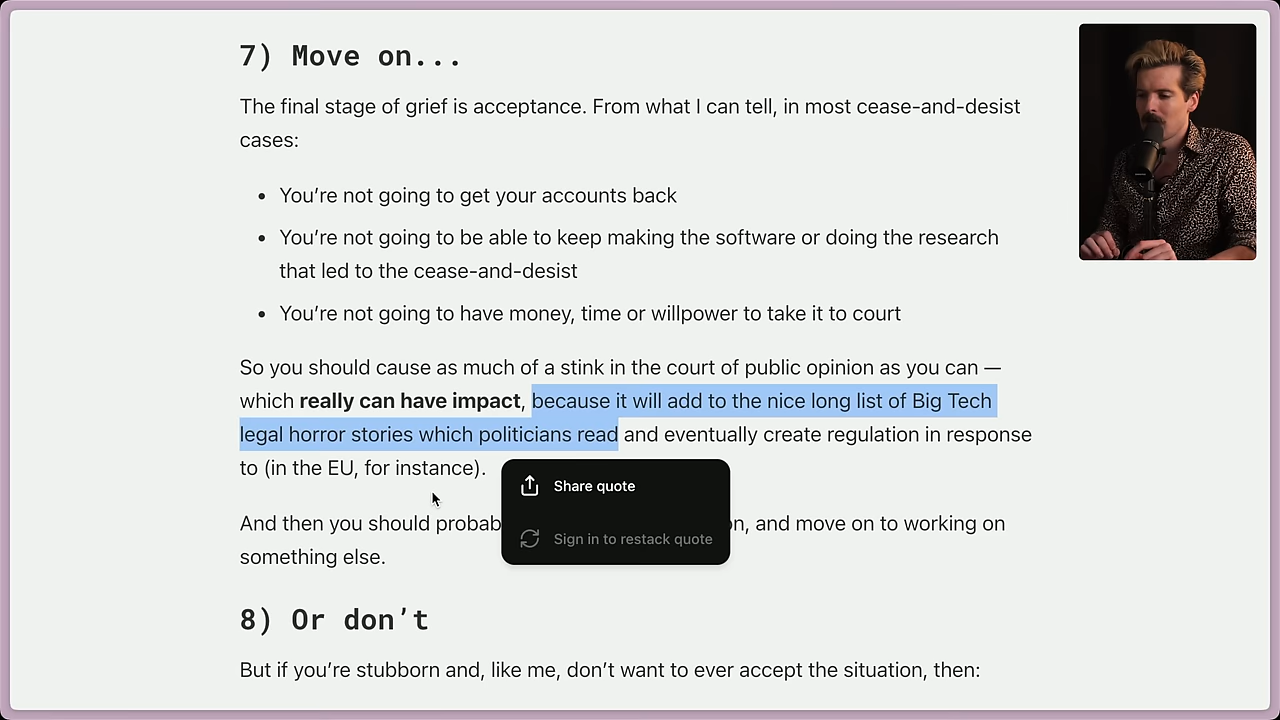 7) Move on...
The final stage of grief is acceptance. From what I can tell, in most cease-and-desist
cases:
• You’re not going to get your accounts back
• You’re not going to be able to keep making the software or doing the research
that led to the cease-and-desist
• You’re not going to have money, time or willpower to take it to court
So you should cause as much of a stink in the court of public opinion as you can —
which really can have impact, because it will add to the nice long list of Big Tech
legal horror stories which politicians read and eventually create regulation in response
to (in the EU, for instance).
Share quote
And then you should probab on, and move on to working on
Sign in to restack quote
something else.
8) Or don’t
But if you’re stubborn and, like me, don’t want to ever accept the situation, then: